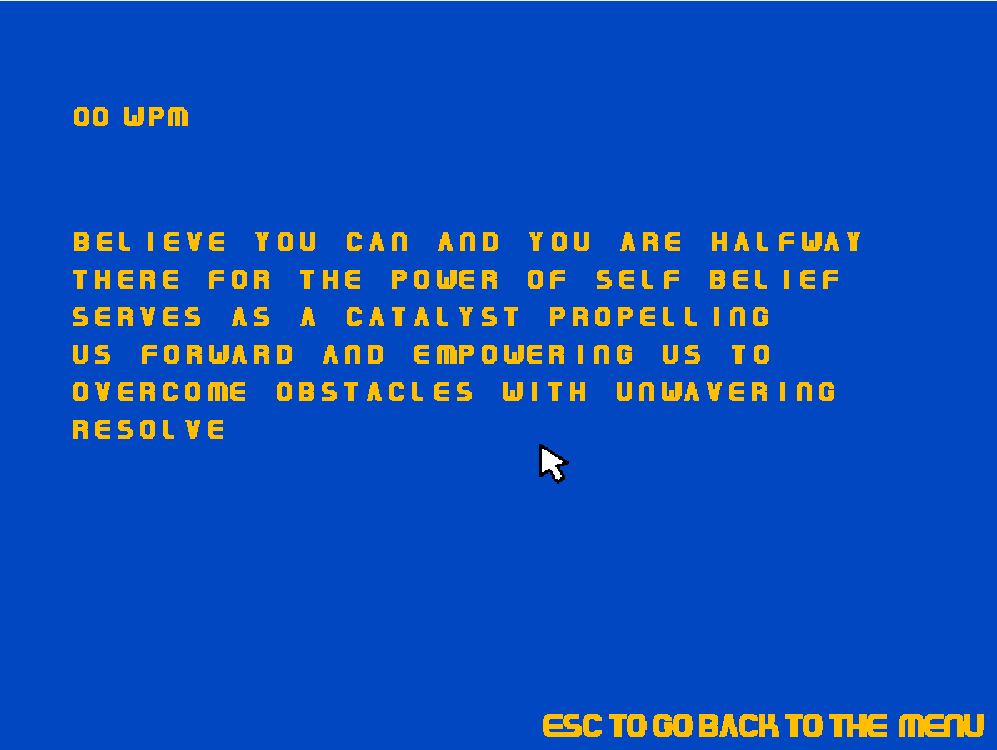 00 WPM
BELIEVE YOU CAN AND YOU ARE HALFWAY
THERE FOR THE POWER OF SELF BELIEF
SERVES AS A CATALYST PROPELLING
US FORWARD AND EMPOWERING US TO
OVERCOME OBSTACLES WITH UNWAVERING
RESOLVE
ESC TO GO BACK TO THE MENU